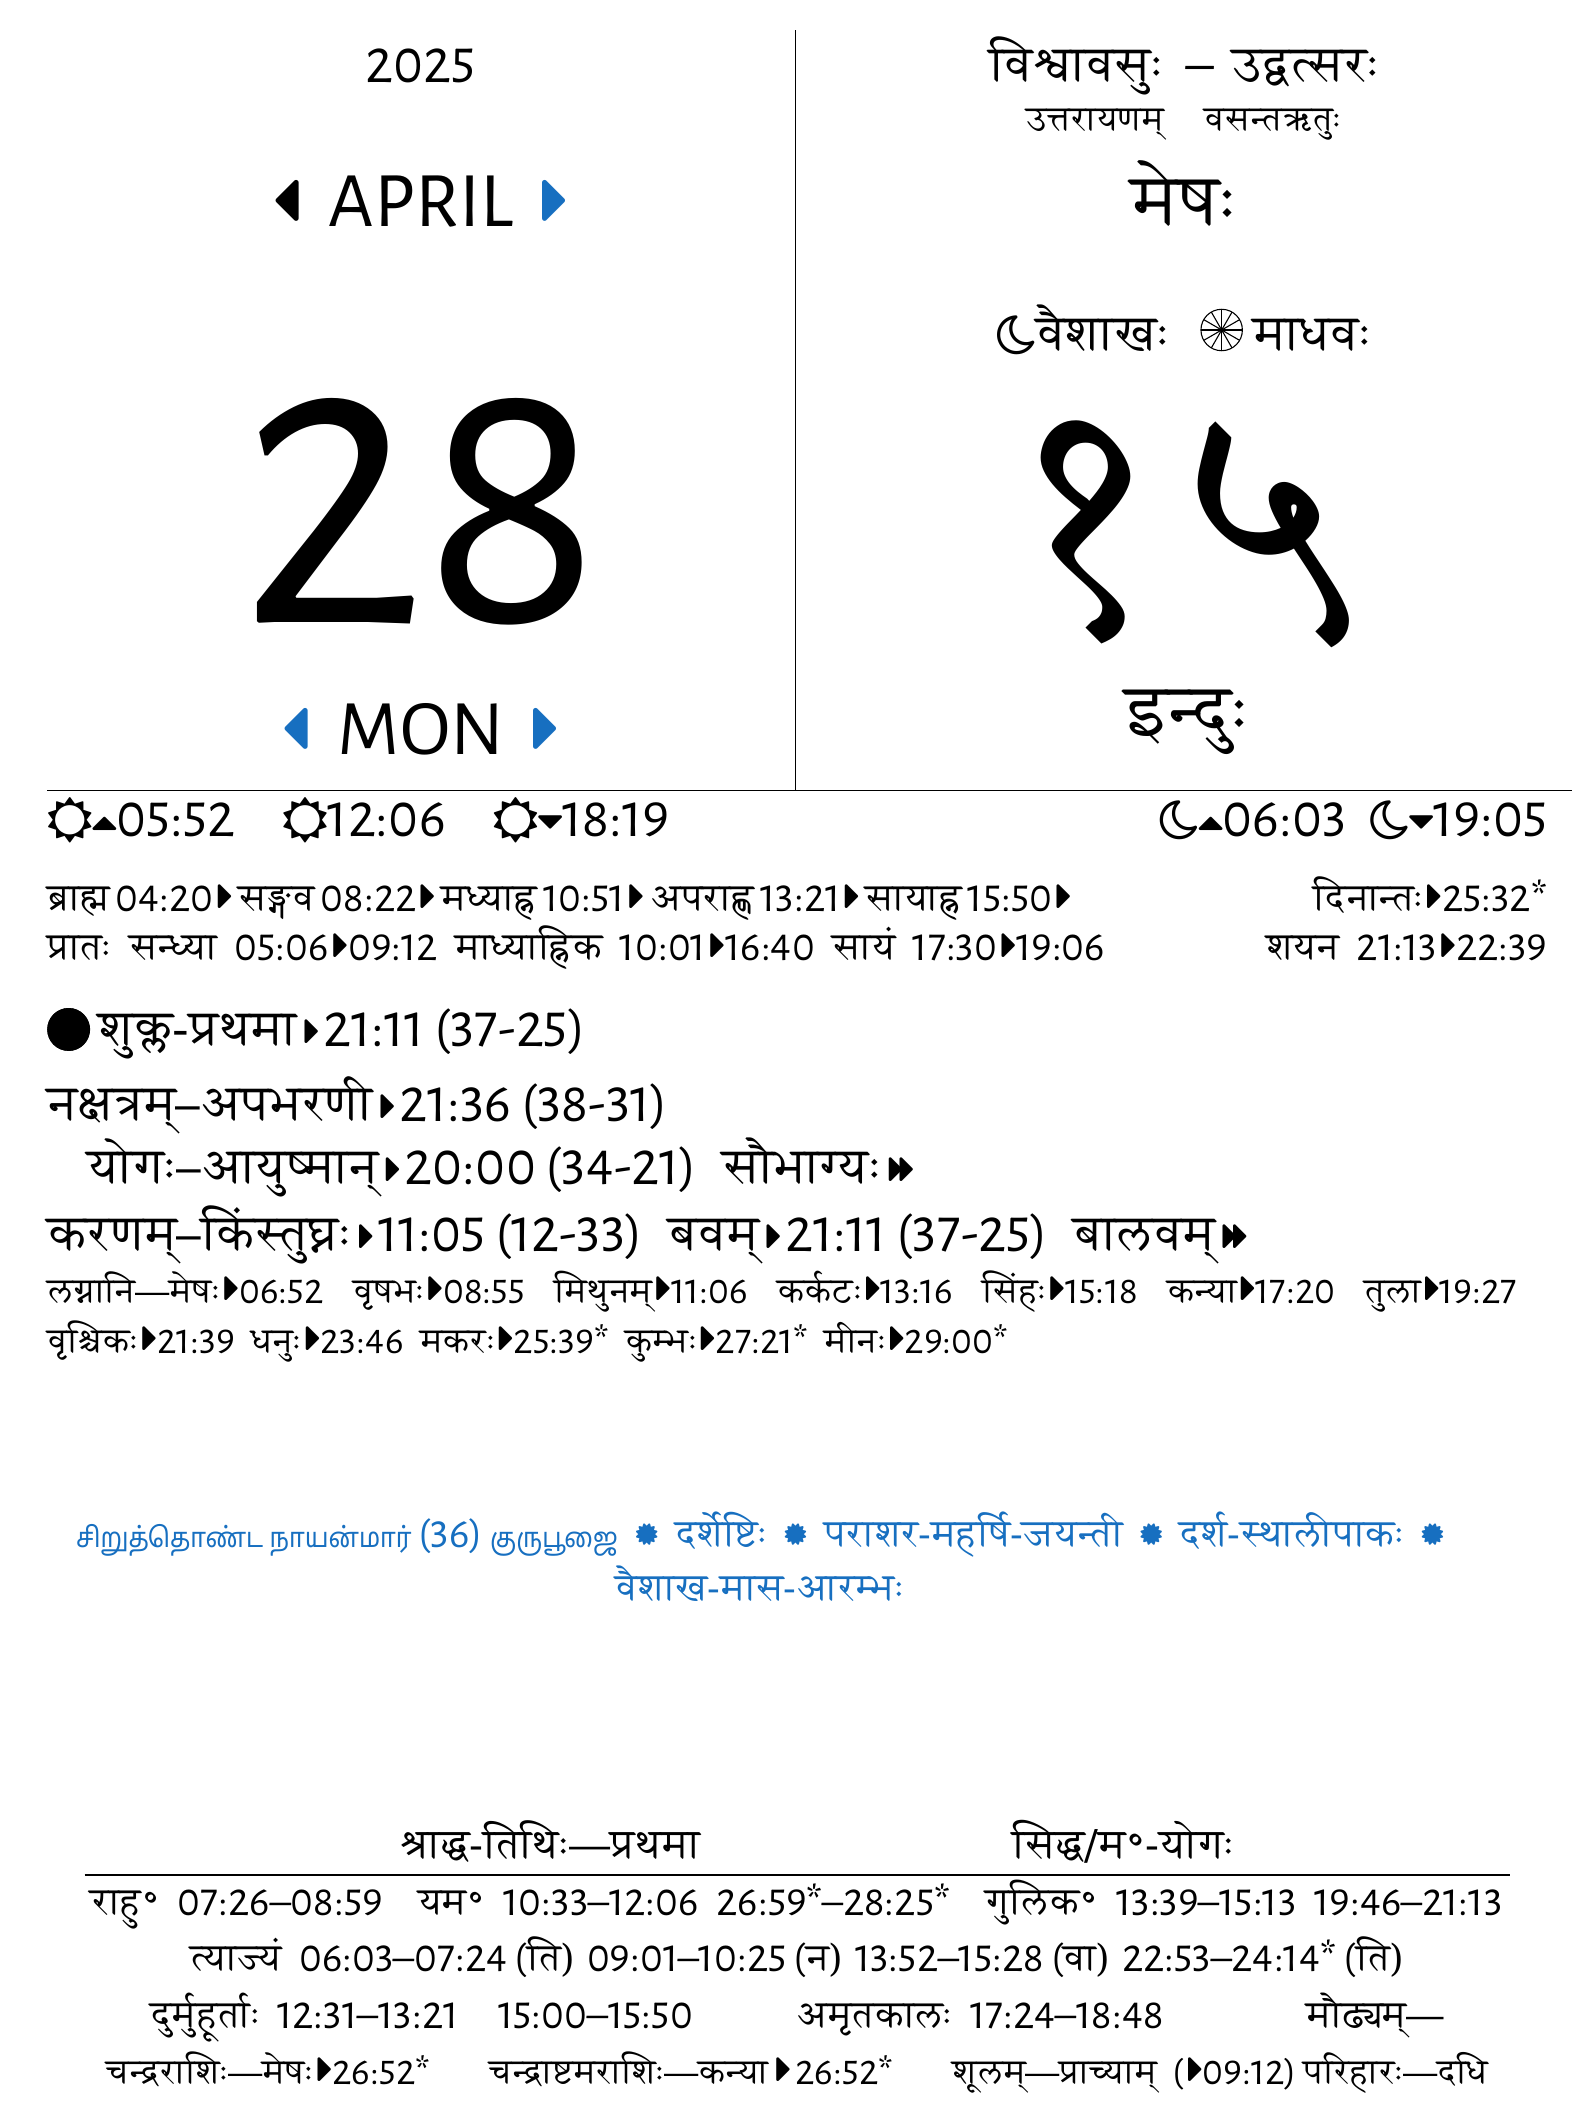 2025
APRIL
28
MON
विश्वावसुः – उद्वत्सरः
उत्तरायणम् वसन्तऋतुः
मेषः
वैशाखः माधवः
१५
इन्दुः
05:52 12:06 18:19 06:03 19:05
ब्राह्म 04:20 सङ्गव 08:22 मध्याह्न 10:51 अपराह्ण 13:21 सायाह्न 15:50 दिनान्तः 25:32*
प्रातः सन्ध्या 05:06 09:12 माध्याह्निक 10:01 16:40 सायं 17:30 19:06 शयन 21:13 22:39
शुक्ल-प्रथमा 21:11 (37-25)
नक्षत्रम्–अपभरणी 21:36 (38-31)
योगः–आयुष्मान् 20:00 (34-21) सौभाग्यः
करणम्–किंस्तुघ्नः 11:05 (12-33) बवम् 21:11 (37-25) बालवम्
लग्नानि—मेषः 06:52 वृषभः 08:55 मिथुनम् 11:06 कर्कटः 13:16 सिंहः 15:18 कन्या 17:20 तुला 19:27
वृश्चिकः 21:39 धनुः 23:46 मकरः 25:39* कुम्भः 27:21* मीनः 29:00*
சிறுத்தொண்ட நாயன்மார் (36) குருபூஜை ✹ दर्शेष्टिः ✹ पराशर-महर्षि-जयन्ती ✹ दर्श-स्थालीपाकः ✹
वैशाख-मास-आरम्भः
श्राद्ध-तिथिः—प्रथमा सिद्ध/म°-योगः
राहु° 07:26–08:59 यम° 10:33–12:06 26:59*–28:25* गुलिक° 13:39–15:13 19:46–21:13
त्याज्यं 06:03–07:24 (ति) 09:01–10:25 (न) 13:52–15:28 (वा) 22:53–24:14* (ति)
दुर्मुहूर्ताः 12:31–13:21 15:00–15:50 अमृतकालः 17:24–18:48 मौढ्यम्—
चन्द्रराशिः—मेषः 26:52* चन्द्राष्टमराशिः—कन्या 26:52* शूलम्—प्राच्याम् ( 09:12) परिहारः—दधि